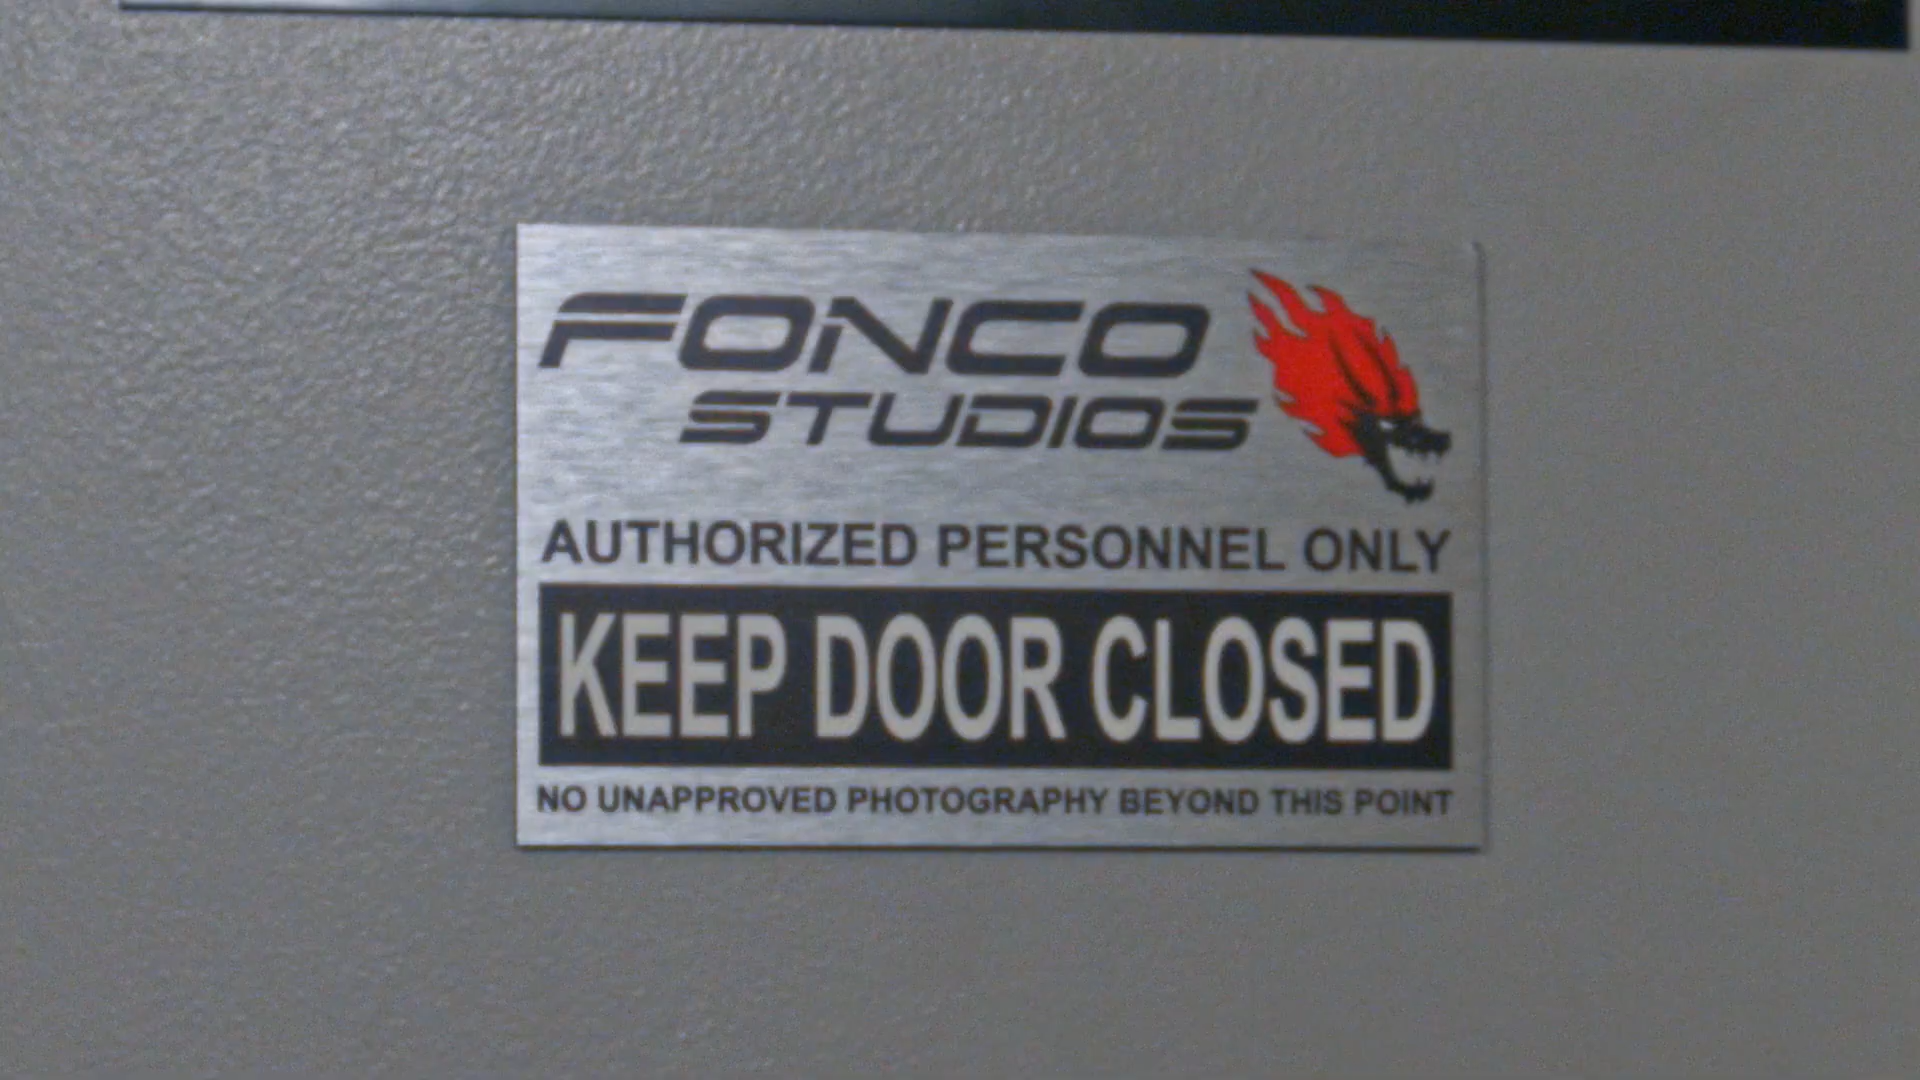 FONCO
STUDIOS
AUTHORIZED PERSONNEL ONLY
KEEP DOOR CLOSED
NO UNAPPROVED PHOTOGRAPHY BEYOND THIS POINT